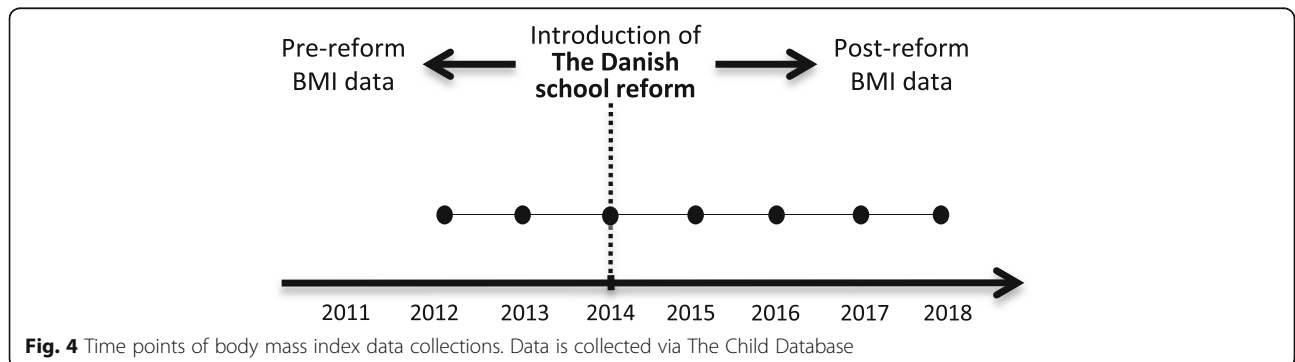 Pre-reform
BMI data
Introduction of
The Danish
school reform
Post-reform
BMI data
2011 2012 2013 2014 2015 2016 2017 2018
Fig. 4 Time points of body mass index data collections. Data is collected via The Child Database